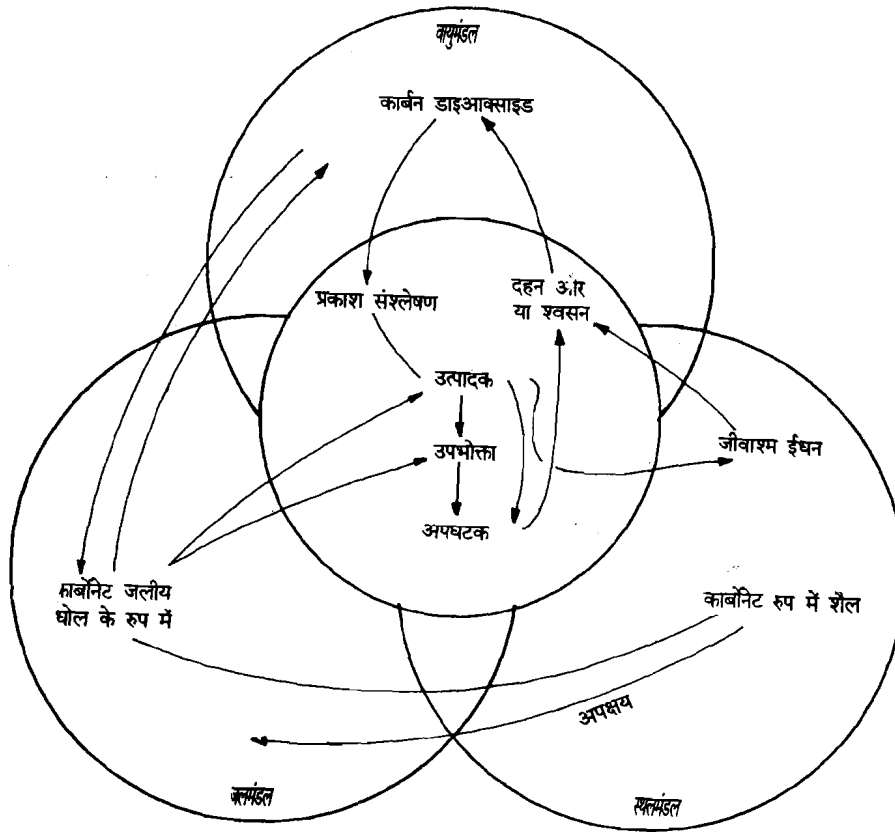 वायुमंडल
कार्बन डाइआक्साइड
प्रकाश संश्लेषण
दहन और
या श्वसन
उत्पादक
उपभोक्ता
अपघटक
जीवाश्म ईधन
कार्बोनेट जलीय
घोल के रुप में
कार्बोनेट रुप में शैल
अपक्षय
जलमंडल
स्थलमंडल